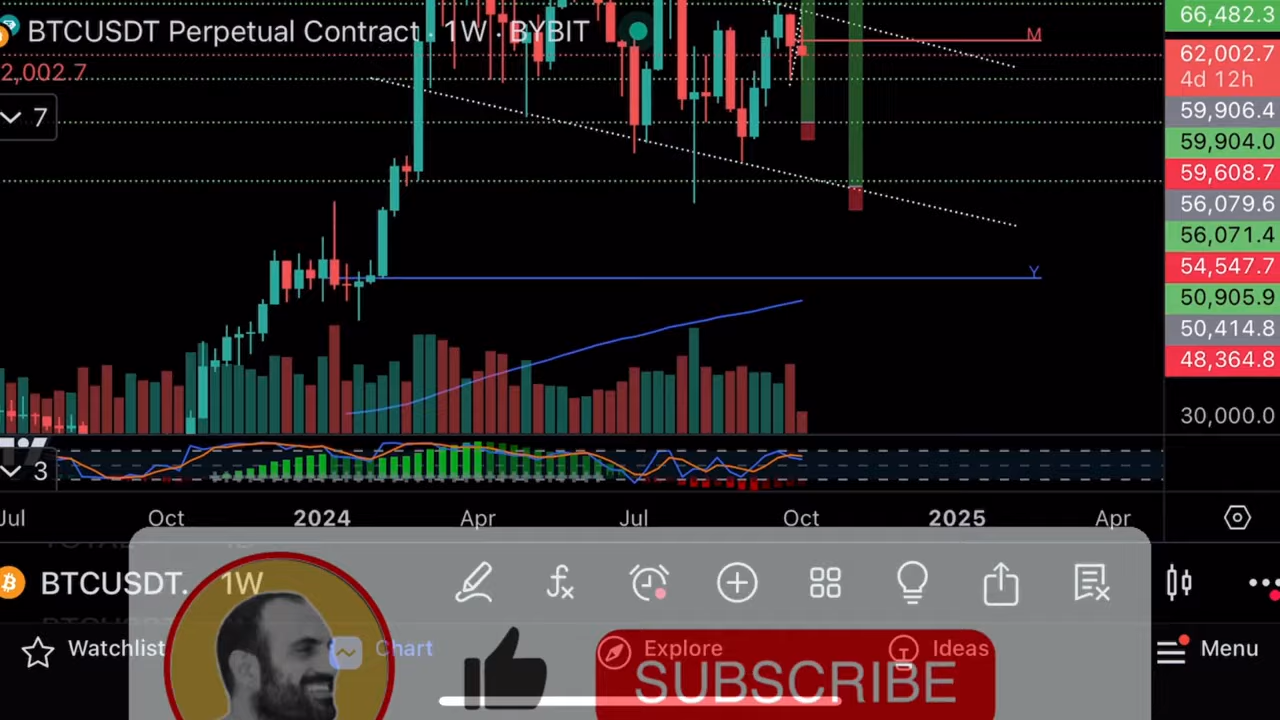 BTCUSDT Perpetual Contract · 1W · BYBIT
2,002.7
7
M
Y
66,482.3
62,002.7
4d 12h
59,906.4
59,904.0
59,608.7
56,079.6
56,071.4
54,547.7
50,905.9
50,414.8
48,364.8
30,000.0
3
Jul Oct 2024 Apr Jul Oct 2025 Apr
BTCUSDT. 1W
Watchlist Chart Explore Ideas Menu
SUBSCRIBE